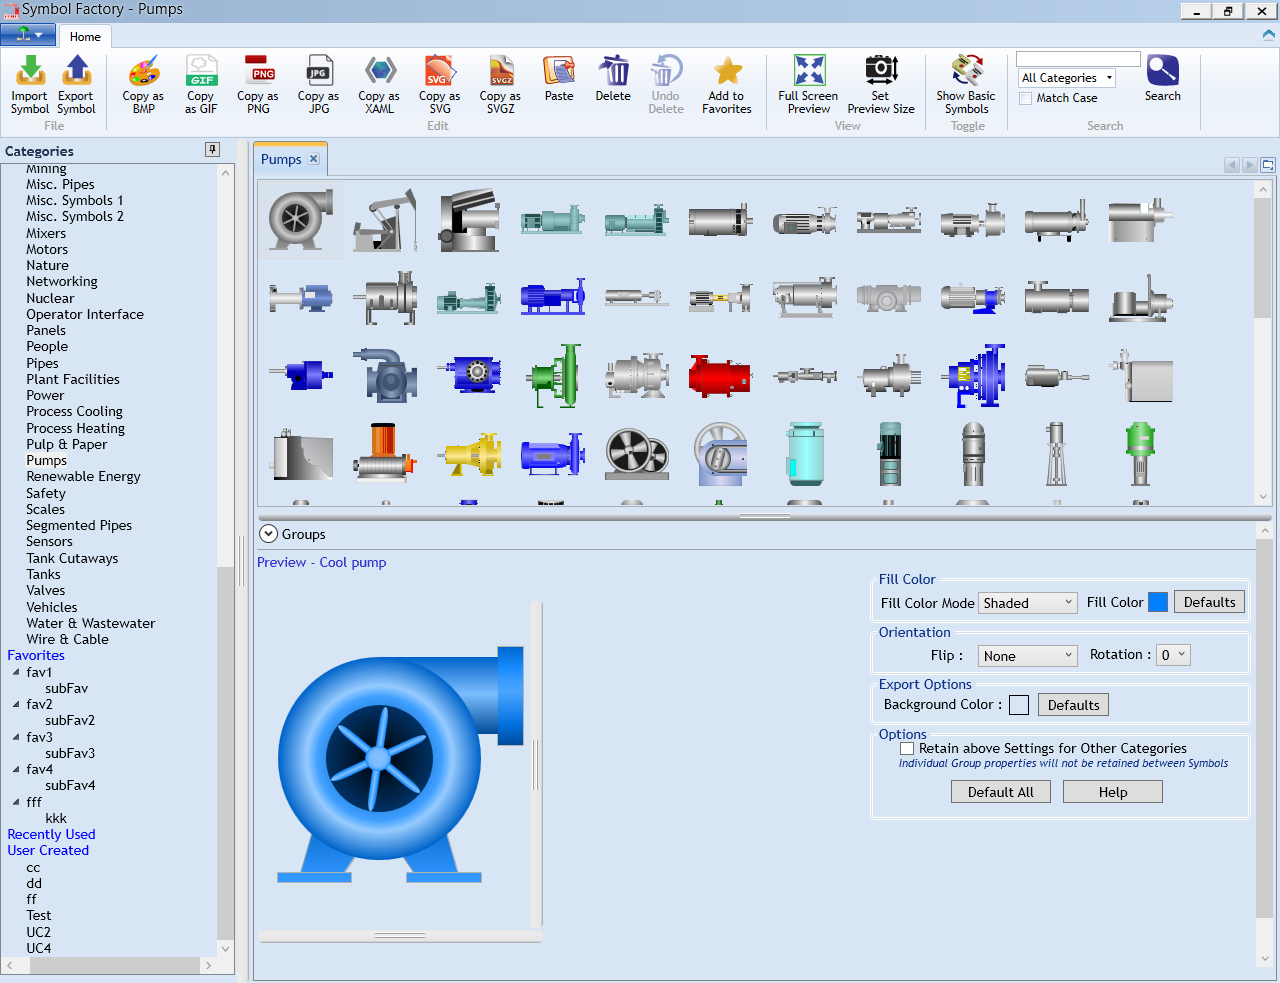 Symbol Factory - Pumps
Home
Import Symbol
Export Symbol
File
Copy as BMP
Copy as GIF
GIF
Copy as PNG
PNG
Copy as JPG
JPG
Copy as XAML
Copy as SVG
SVG
Copy as SVGZ
SVGZ
Paste
Delete
Undo Delete
Add to Favorites
Edit
Full Screen Preview
Set Preview Size
View
Show Basic Symbols
Toggle
All Categories
Match Case
Search
Search
Categories
Mining
Misc. Pipes
Misc. Symbols 1
Misc. Symbols 2
Mixers
Motors
Nature
Networking
Nuclear
Operator Interface
Panels
People
Pipes
Plant Facilities
Power
Process Cooling
Process Heating
Pulp & Paper
Pumps
Renewable Energy
Safety
Scales
Segmented Pipes
Sensors
Tank Cutaways
Tanks
Valves
Vehicles
Water & Wastewater
Wire & Cable
Favorites
fav1
subFav
fav2
subFav2
fav3
subFav3
fav4
subFav4
fff
kkk
Recently Used
User Created
cc
dd
ff
Test
UC2
UC4
Pumps
Groups
Preview - Cool pump
Fill Color
Fill Color Mode Shaded Fill Color Defaults
Orientation
Flip : None Rotation : 0
Export Options
Background Color : Defaults
Options
Retain above Settings for Other Categories
Individual Group properties will not be retained between Symbols
Default All Help